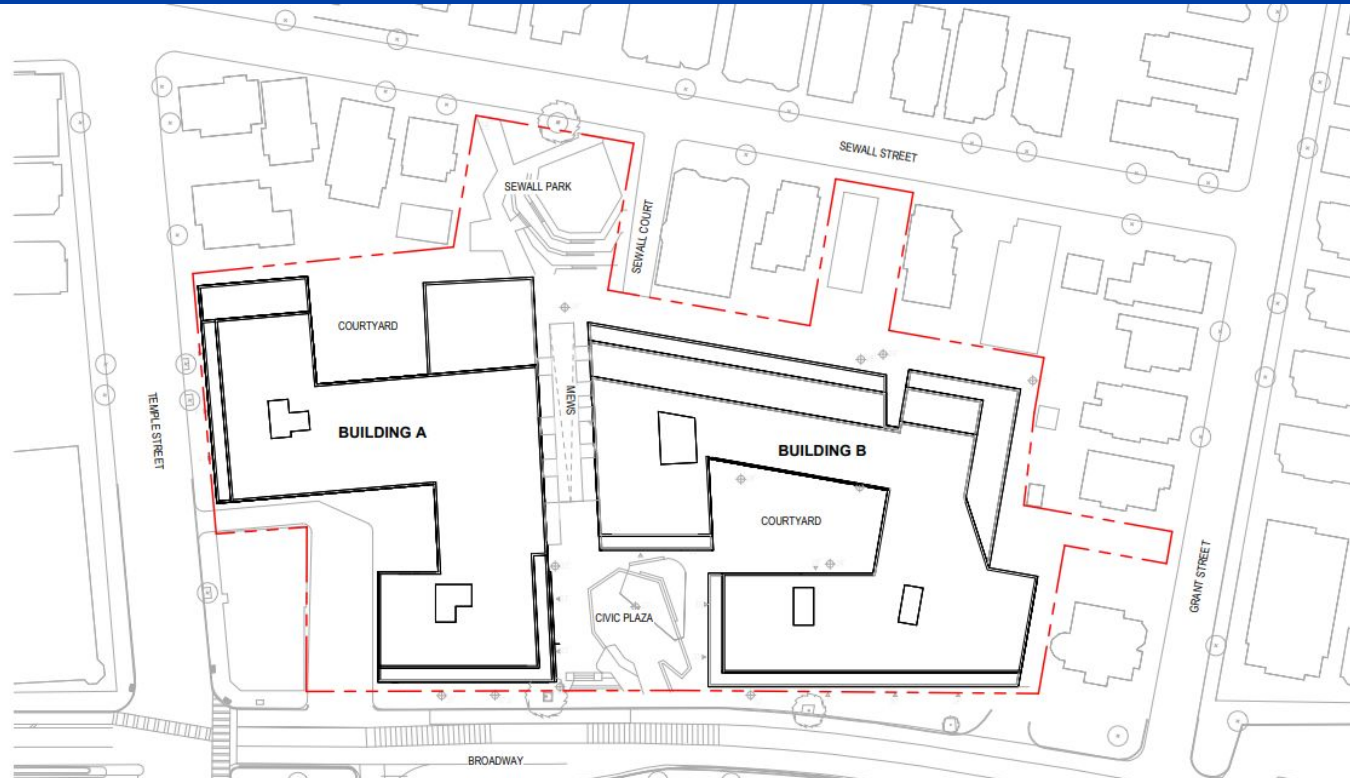 SEWALL STREET
SEWALL PARK
SEWALL COURT
COURTYARD
MEWS
TEMPLE STREET
BUILDING A
BUILDING B
COURTYARD
GRANT STREET
CIVIC PLAZA
BROADWAY